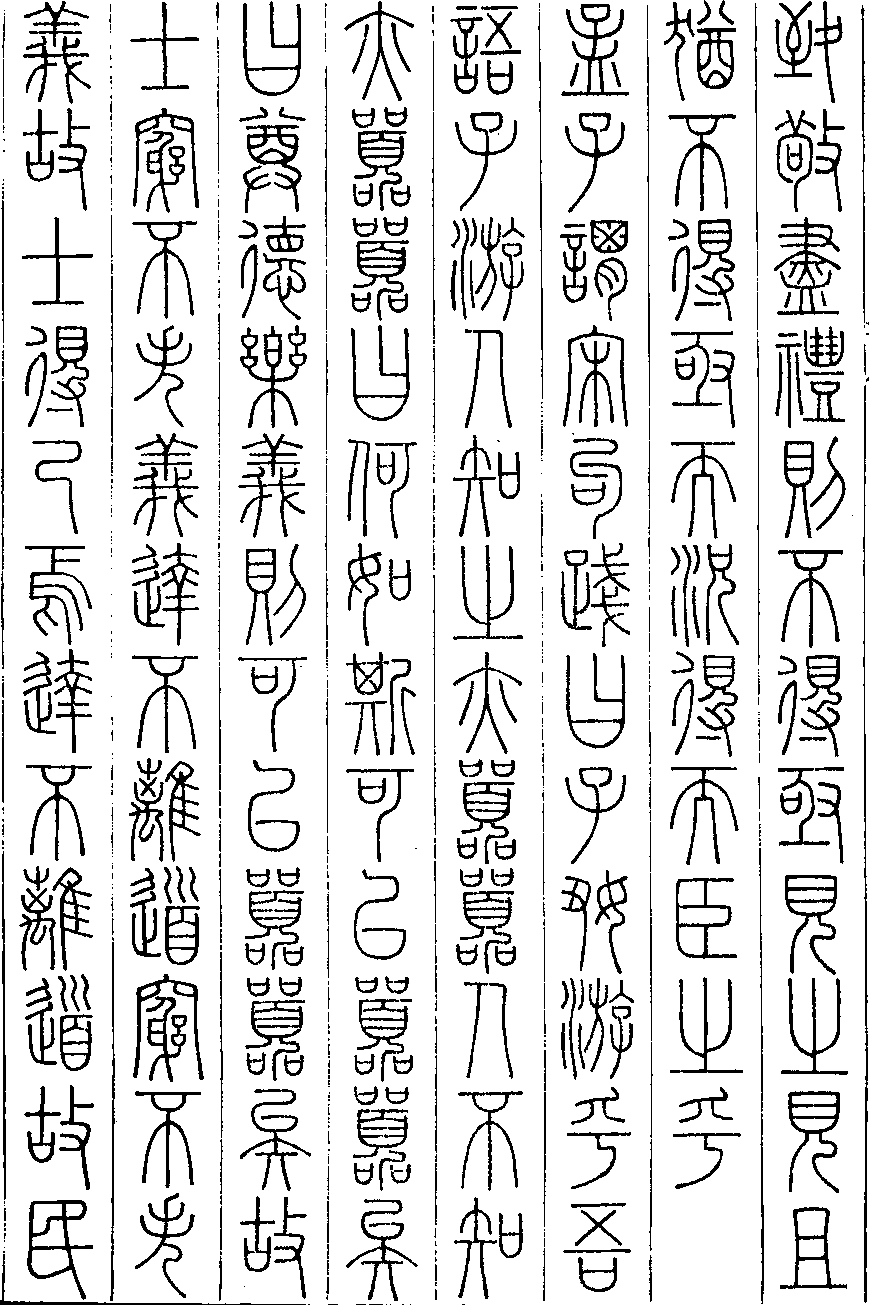 致敬盡禮則不得亟見之見且
猶不得亟而況得而臣之乎
孟子謂宋句踐曰子好游乎吾
語子游人知之亦囂囂人不知
亦囂囂曰何如斯可以囂囂矣
曰尊德樂義則可以囂囂矣故
士窮不失義達不離道窮不失
義故士得己焉達不離道故民